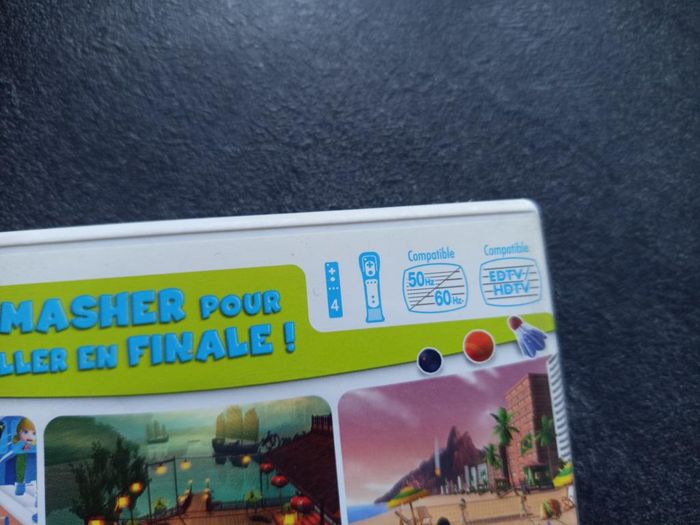 MASHER POUR
LLER EN FINALE !
4
Compatible
50Hz
60Hz
Compatible
EDTV/
HDTV